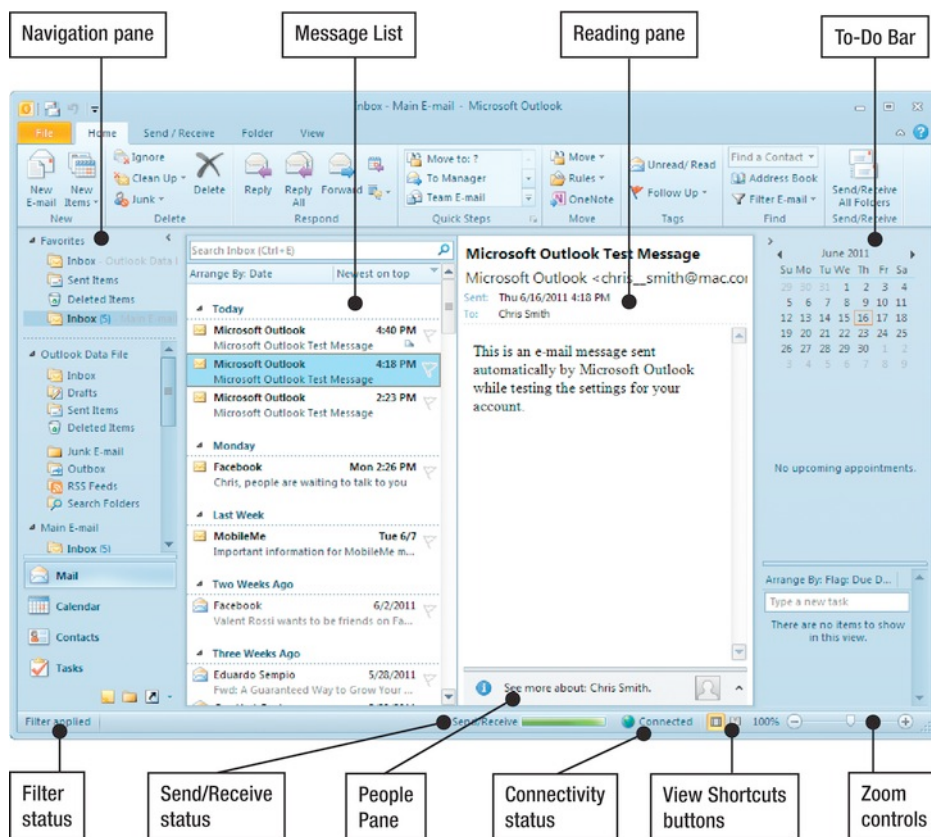 Navigation pane
Message List
Reading pane
To-Do Bar
Inbox - Main E-mail - Microsoft Outlook
File Home Send / Receive Folder View
New E-mail
New Items
New
Ignore
Clean Up
Junk
Delete
Delete
Reply
Reply All
Forward
Respond
Move to: ?
To Manager
Team E-mail
Quick Steps
Move
Rules
OneNote
Move
Unread/ Read
Follow Up
Tags
Find a Contact
Address Book
Filter E-mail
Find
Send/Receive
All Folders
Send/Receive
Favorites
Inbox - Outlook Data
Sent Items
Deleted Items
Inbox (5) Main E-mail
Outlook Data File
Inbox
Drafts
Sent Items
Deleted Items
Junk E-mail
Outbox
RSS Feeds
Search Folders
Main E-mail
Inbox (5)
Mail
Calendar
Contacts
Tasks
Search Inbox (Ctrl+E)
Arrange By: Date Newest on top
Today
Microsoft Outlook 4:40 PM
Microsoft Outlook Test Message
Microsoft Outlook 4:18 PM
Microsoft Outlook Test Message
Microsoft Outlook 2:23 PM
Microsoft Outlook Test Message
Monday
Facebook Mon 2:26 PM
Chris, people are waiting to talk to you
Last Week
MobileMe Tue 6/7
Important information for MobileMe m...
Two Weeks Ago
Facebook 6/2/2011
Valent Rossi wants to be friends on Fa...
Three Weeks Ago
Eduardo Sempio 5/28/2011
Fwd: A Guaranteed Way to Grow Your ...
Microsoft Outlook Test Message
Microsoft Outlook <chris__smith@mac.co
Sent: Thu 6/16/2011 4:18 PM
To: Chris Smith
This is an e-mail message sent
automatically by Microsoft Outlook
while testing the settings for your
account.
See more about: Chris Smith.
June 2011
Su Mo Tu We Th Fr Sa
29 30 31 1 2 3 4
5 6 7 8 9 10 11
12 13 14 15 16 17 18
19 20 21 22 23 24 25
26 27 28 29 30 1 2
3 4 5 6 7 8 9
No upcoming appointments.
Arrange By: Flag: Due D...
Type a new task
There are no items to show
in this view.
Filter applied
Send/Receive
Connected
100%
Filter
status
Send/Receive
status
People
Pane
Connectivity
status
View Shortcuts
buttons
Zoom
controls